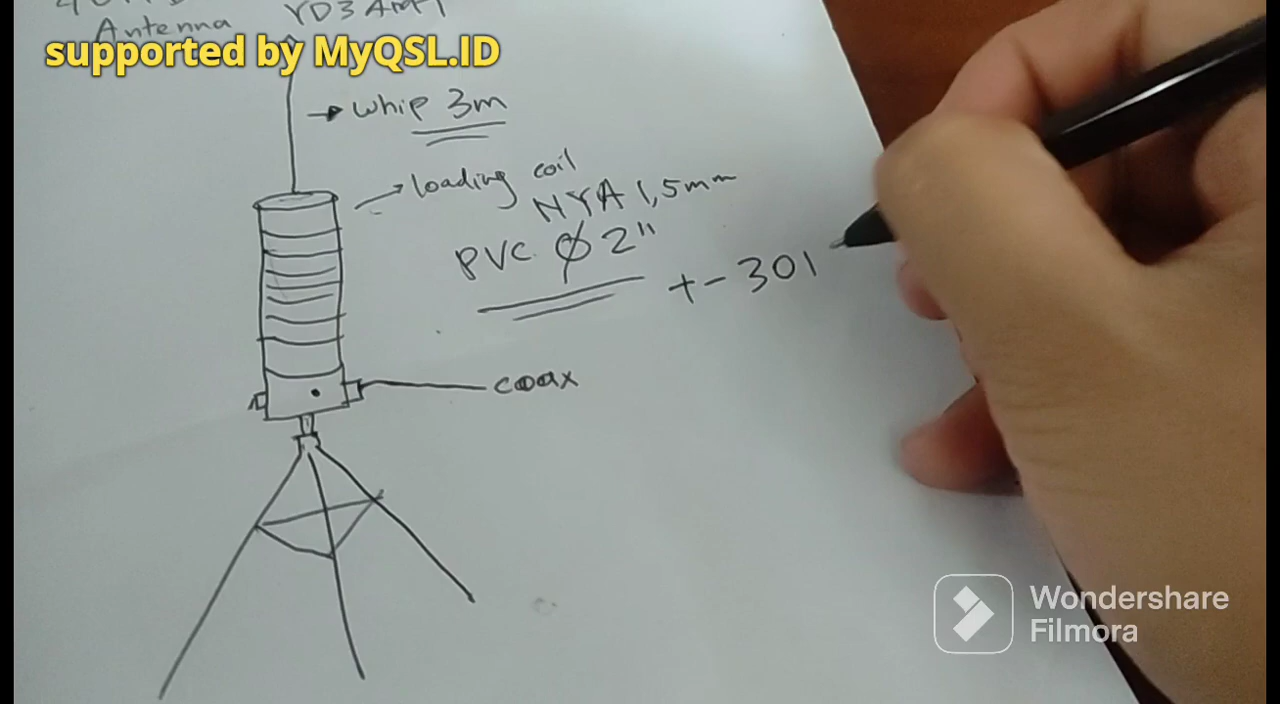 Antenna
supported by MyQSL.ID
whip 3m
loading coil
NYA 1,5mm
PVC Ø 2"
+-301
coax
Wondershare
Filmora